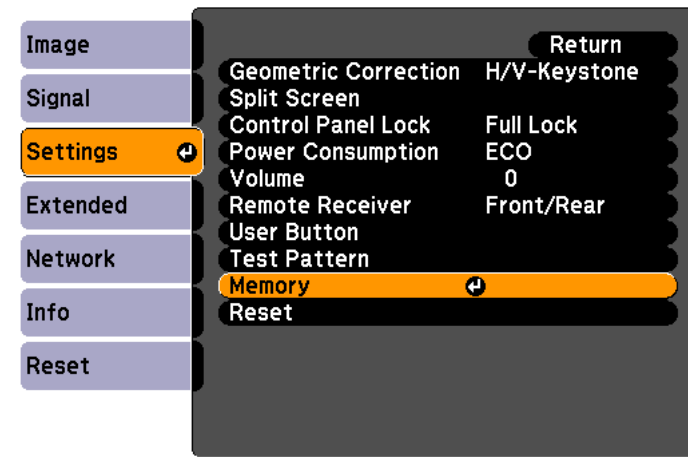 Image
Signal
Settings
Extended
Network
Info
Reset
Return
Geometric Correction H/V-Keystone
Split Screen
Control Panel Lock Full Lock
Power Consumption ECO
Volume 0
Remote Receiver Front/Rear
User Button
Test Pattern
Memory
Reset